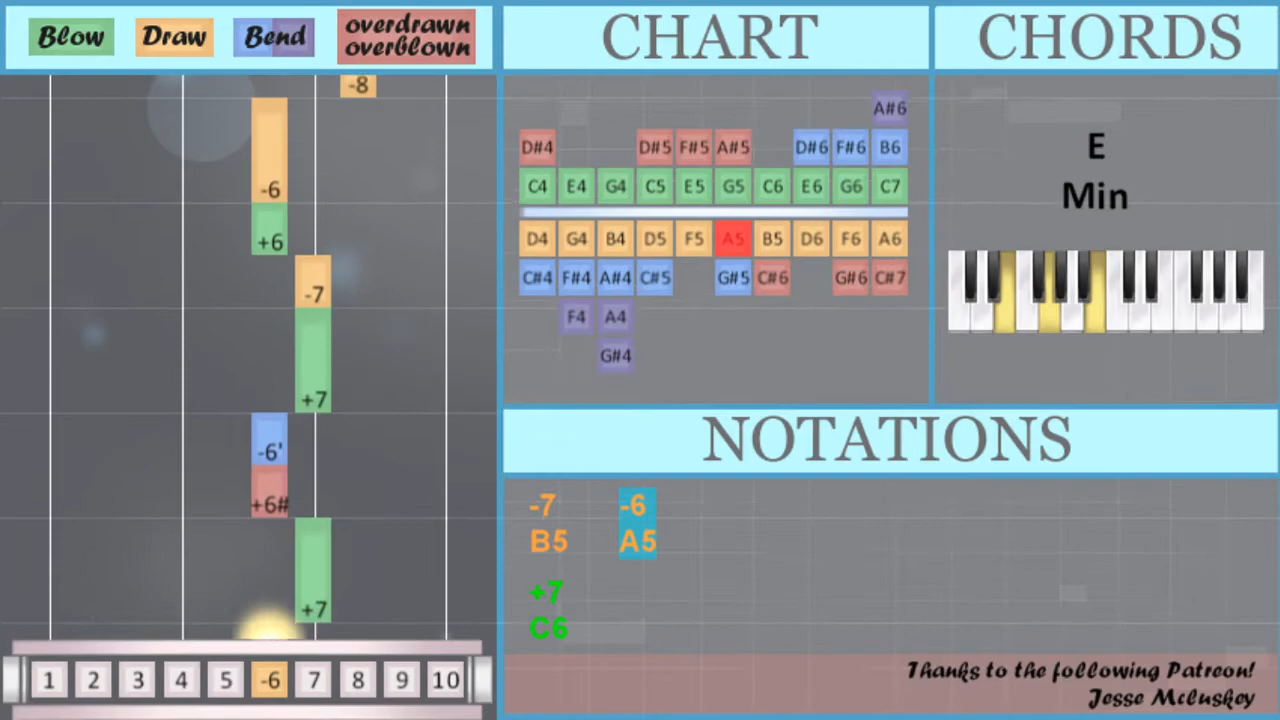 Blow Draw Bend overdrawn
overblown
CHART
CHORDS
-8
-6
+6
-7
+7
-6'
+6#
+7
1 2 3 4 5 -6 7 8 9 10
A#6
D#4 D#5 F#5 A#5 D#6 F#6 B6
C4 E4 G4 C5 E5 G5 C6 E6 G6 C7
D4 G4 B4 D5 F5 A5 B5 D6 F6 A6
C#4 F#4 A#4 C#5 G#5 C#6 G#6 C#7
F4 A4
G#4
E
Min
NOTATIONS
-7 -6
B5 A5
+7
C6
Thanks to the following Patreon!
Jesse Mcluskey